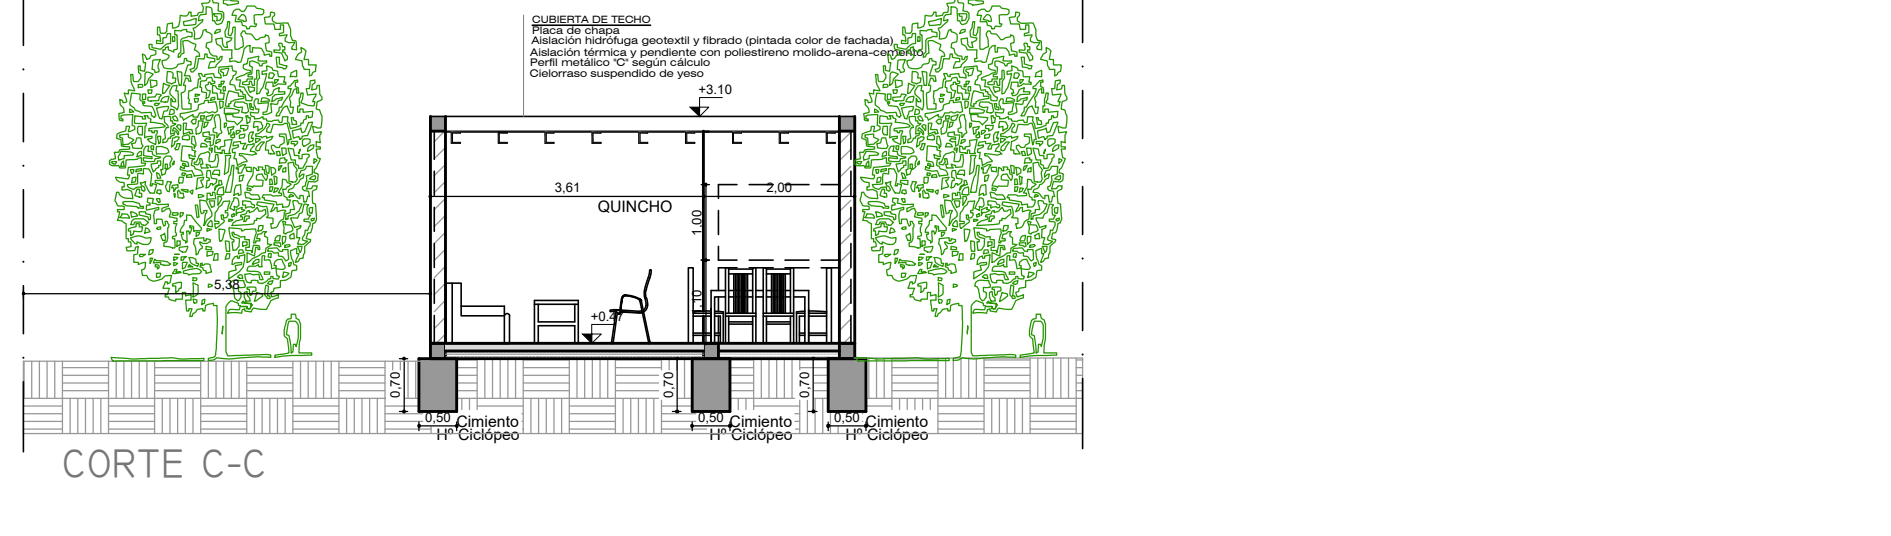 CUBIERTA DE TECHO
Placa de chapa
Aislación hidrófuga geotextil y fibrado (pintada color de fachada)
Aislación térmica y pendiente con poliestireno molido-arena-cemento
Perfil metálico "C" según cálculo
Cielorraso suspendido de yeso
+3.10
3,61
2,00
QUINCHO
1,00
5,38
+0.47
0,70
0,70
0,70
0,50
Cimiento
Hº Ciclópeo
0,50
Cimiento
Hº Ciclópeo
0,50
Cimiento
Hº Ciclópeo
CORTE C-C